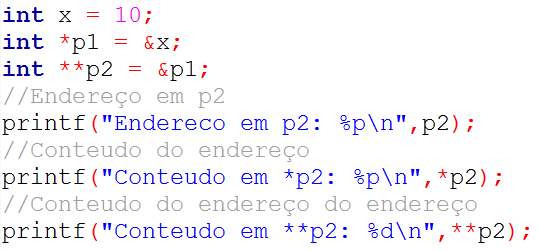 int x = 10;
int *p1 = &x;
int **p2 = &p1;
//Endereço em p2
printf("Endereco em p2: %p\n",p2);
//Conteudo do endereço
printf("Conteudo em *p2: %p\n",*p2);
//Conteudo do endereço do endereço
printf("Conteudo em **p2: %d\n",**p2);